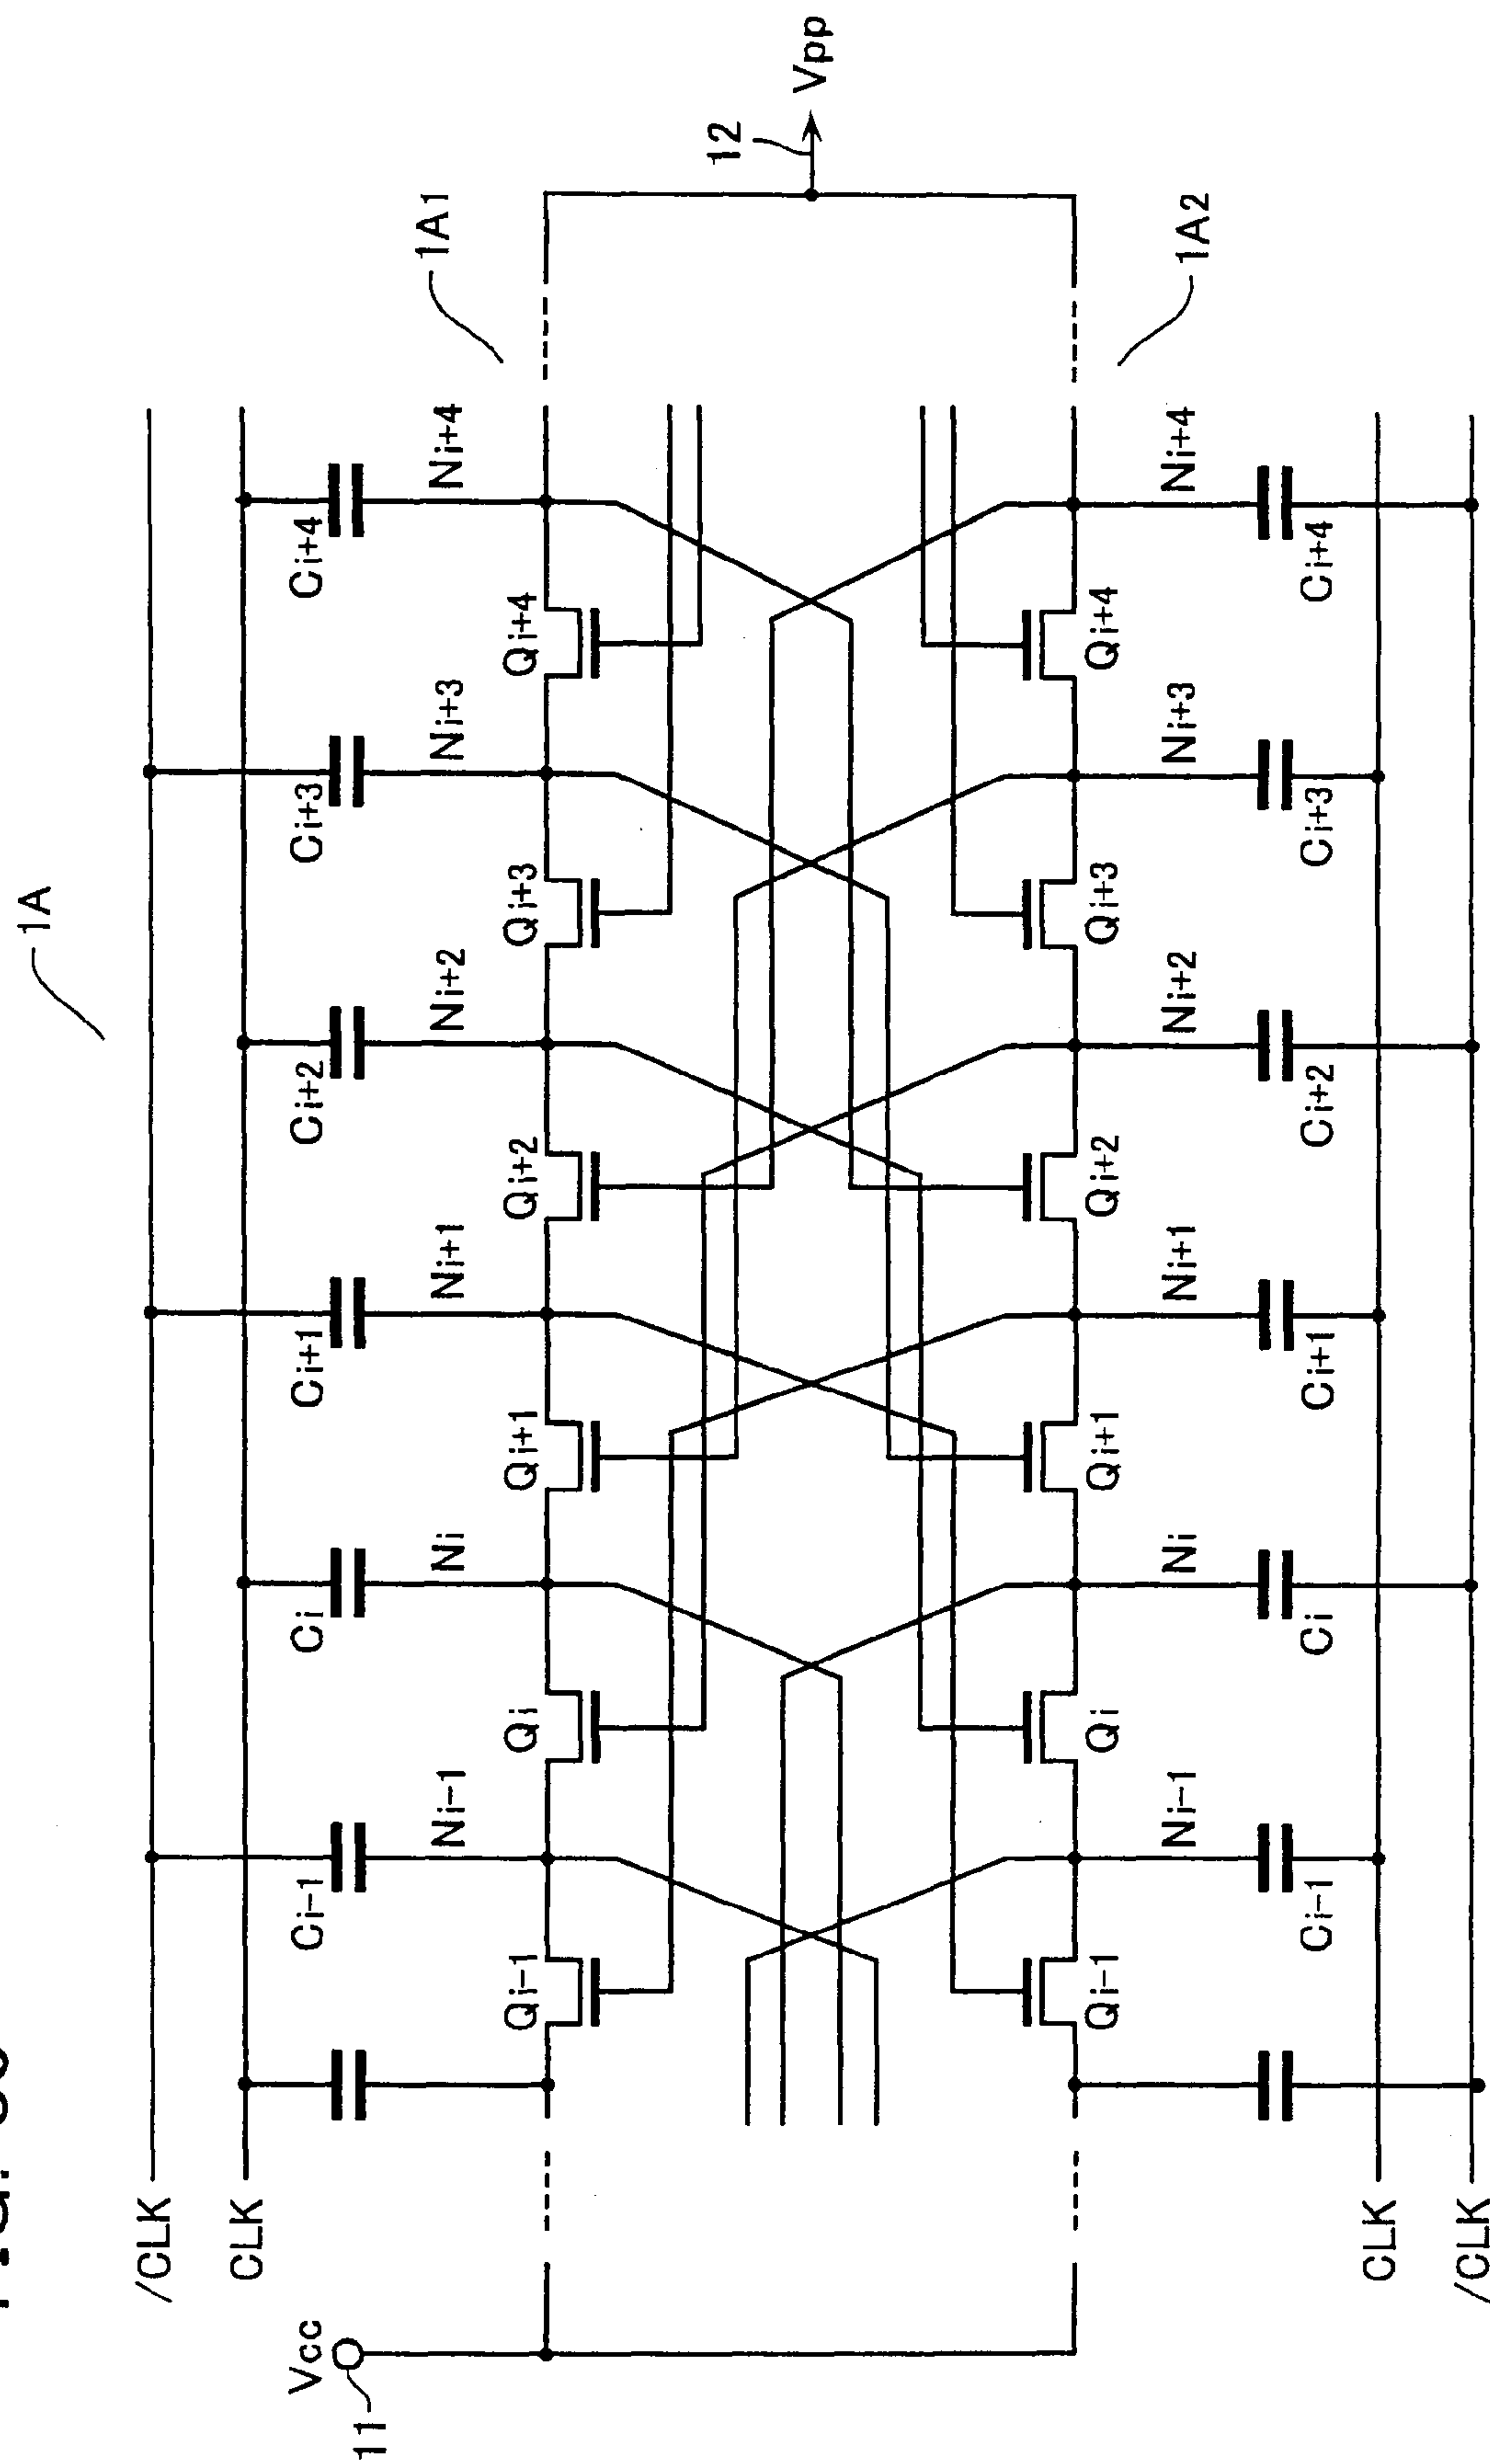 1A
/CLK
CLK
Vcc
11
Ci-1
Ci
Ci+1
Ci+2
Ci+3
Ci+4
Ni-1
Ni
Ni+1
Ni+2
Ni+3
Ni+4
1A1
Qi-1
Qi
Qi+1
Qi+2
Qi+3
Qi+4
12
Vpp
Qi-1
Qi
Qi+1
Qi+2
Qi+3
Qi+4
1A2
Ni-1
Ni
Ni+1
Ni+2
Ni+3
Ni+4
Ci-1
Ci
Ci+1
Ci+2
Ci+3
Ci+4
CLK
/CLK